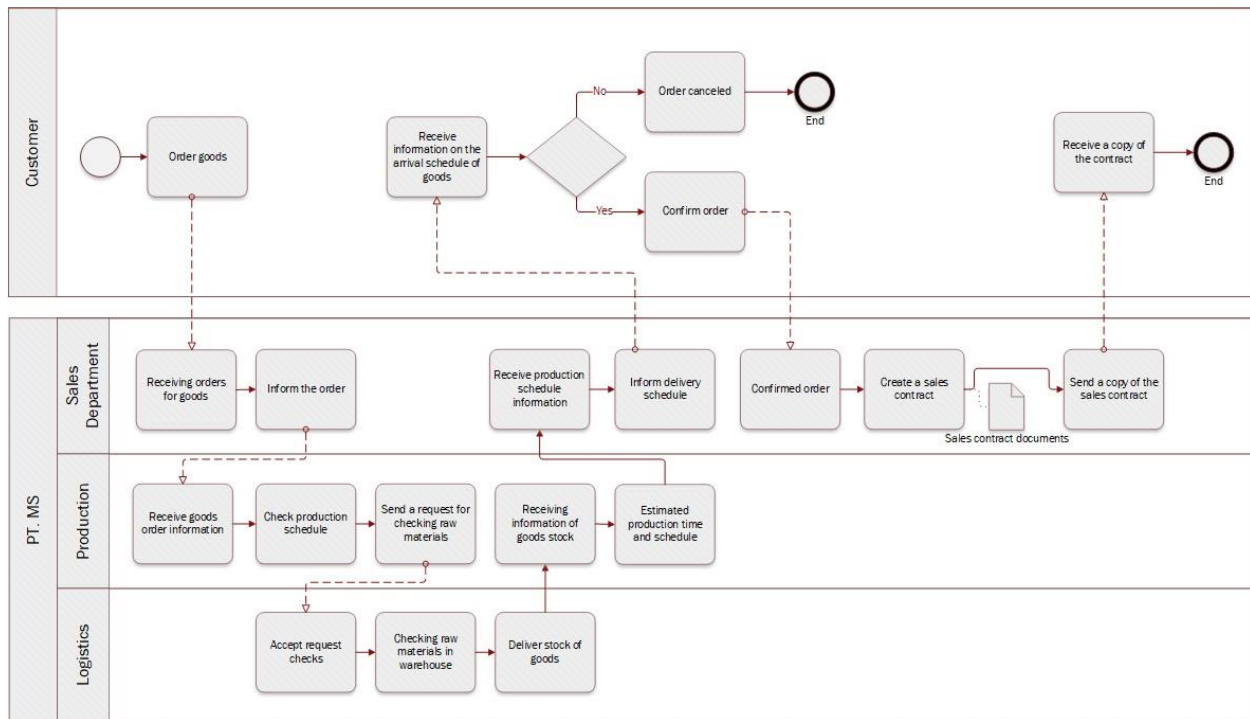 Customer
Order goods
Receive
information on the
arrival schedule of
goods
No
Order canceled
End
Yes
Confirm order
Receive a copy of
the contract
End
PT. MS
Sales
Department
Receiving orders
for goods
Inform the order
Receive production
schedule
information
Inform delivery
schedule
Confirmed order
Create a sales
contract
Sales contract documents
Send a copy of the
sales contract
Production
Receive goods
order information
Check production
schedule
Send a request for
checking raw
materials
Receiving
information of
goods stock
Estimated
production time
and schedule
Logistics
Accept request
checks
Checking raw
materials in
warehouse
Deliver stock of
goods